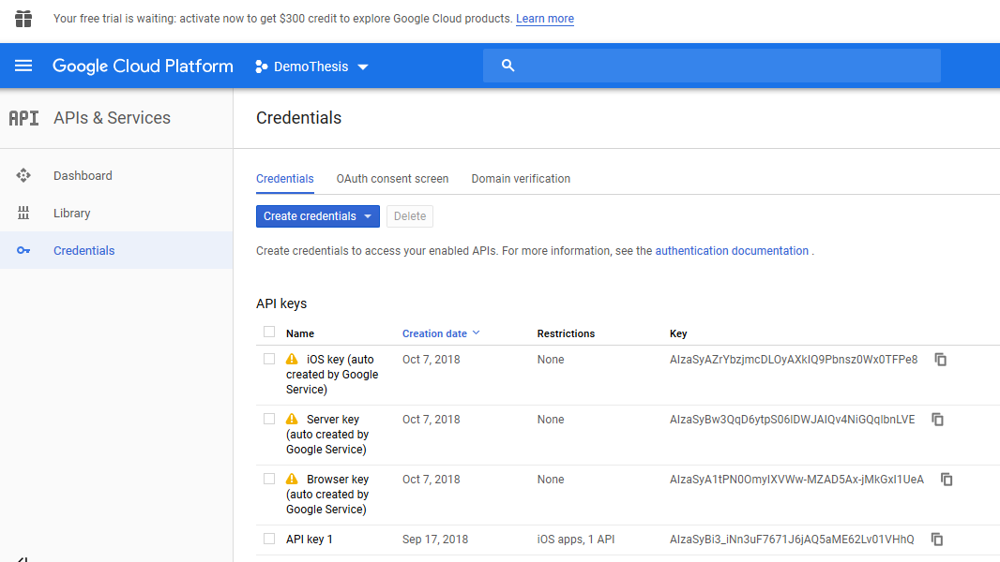 Your free trial is waiting: activate now to get $300 credit to explore Google Cloud products. Learn more
Google Cloud Platform DemoThesis
API APIs & Services
Credentials
Dashboard
Library
Credentials
Credentials OAuth consent screen Domain verification
Create credentials Delete
Create credentials to access your enabled APIs. For more information, see the authentication documentation .
API keys
Name Creation date Restrictions Key
iOS key (auto Oct 7, 2018 None
created by Google
Service)
Server key Oct 7, 2018 None
(auto created by
Google Service)
Browser key Oct 7, 2018 None
(auto created by
Google Service)
API key 1 Sep 17, 2018 iOS apps, 1 API AIzaSyBi3_iNn3uF7671J6jAQ5aME62Lv01VHhQ